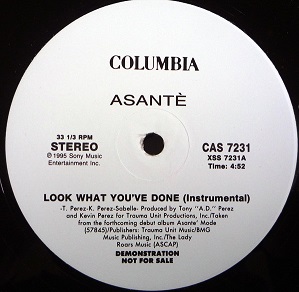 COLUMBIA
ASANTÈ
33 1/3 RPM
STEREO
℗ 1995 Sony Music
Entertainment Inc.
CAS 7231
XSS 7231A
Time: 4:52
LOOK WHAT YOU'VE DONE (Instrumental)
-T. Perez-K. Perez-Sabelle- Produced by Tony "A.D." Perez
and Kevin Perez for Trauma Unit Productions, Inc./Taken
from the forthcoming debut album Asante' Mode
(57845)/Publishers: Trauma Unit Music/BMG
Music Publishing, Inc./The Lady
Roars Music (ASCAP)
DEMONSTRATION
NOT FOR SALE